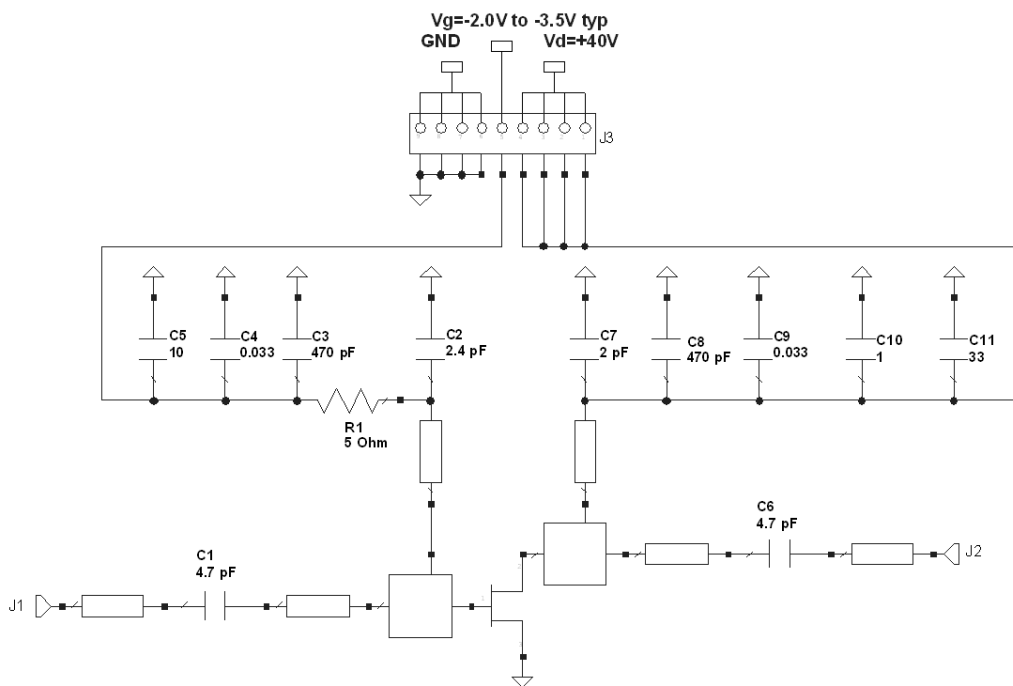 Vg=-2.0V to -3.5V typ
GND
Vd=+40V
J3
C5
10
C4
0.033
C3
470 pF
C2
2.4 pF
C7
2 pF
C8
470 pF
C9
0.033
C10
1
C11
33
R1
5 Ohm
C6
4.7 pF
J2
C1
4.7 pF
J1